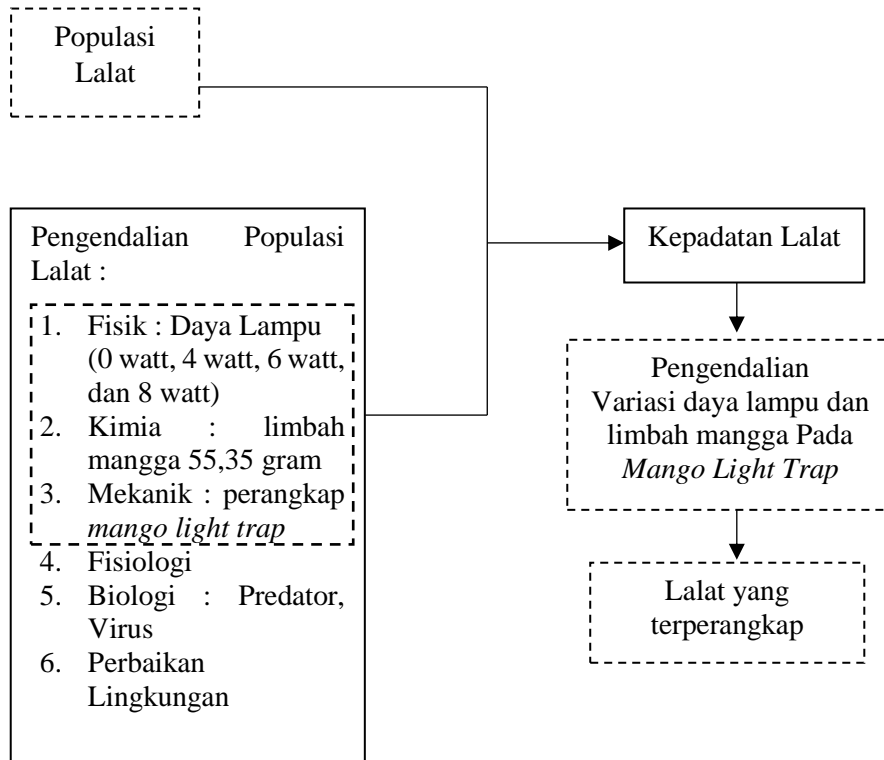 Populasi
Lalat
Pengendalian Populasi
Lalat :
1. Fisik : Daya Lampu
(0 watt, 4 watt, 6 watt,
dan 8 watt)
2. Kimia : limbah
mangga 55,35 gram
3. Mekanik : perangkap
mango light trap
4. Fisiologi
5. Biologi : Predator,
Virus
6. Perbaikan
Lingkungan
Kepadatan Lalat
Pengendalian
Variasi daya lampu dan
limbah mangga Pada
Mango Light Trap
Lalat yang
terperangkap